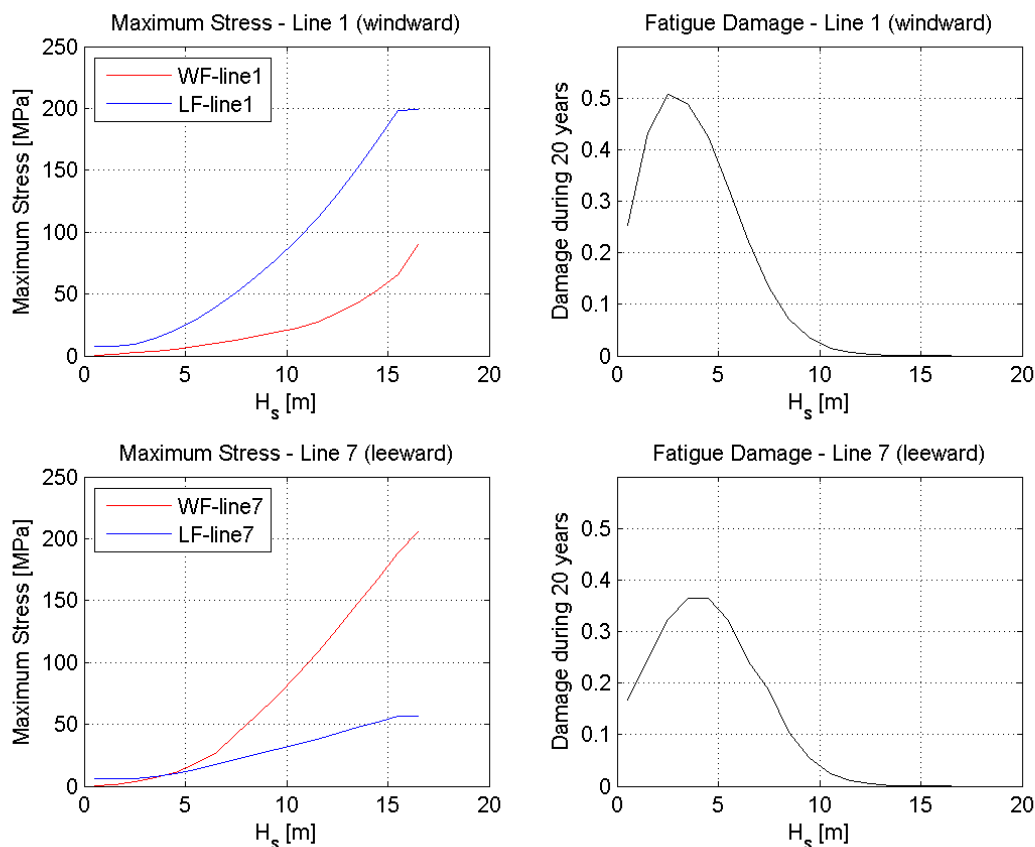 Maximum Stress - Line 1 (windward)
Maximum Stress [MPa]
250
200
150
100
50
0
WF-line1
LF-line1
0 5 10 15 20
H_s [m]
Fatigue Damage - Line 1 (windward)
Damage during 20 years
0.5
0.4
0.3
0.2
0.1
0
0 5 10 15 20
H_s [m]
Maximum Stress - Line 7 (leeward)
Maximum Stress [MPa]
250
200
150
100
50
0
WF-line7
LF-line7
0 5 10 15 20
H_s [m]
Fatigue Damage - Line 7 (leeward)
Damage during 20 years
0.5
0.4
0.3
0.2
0.1
0
0 5 10 15 20
H_s [m]